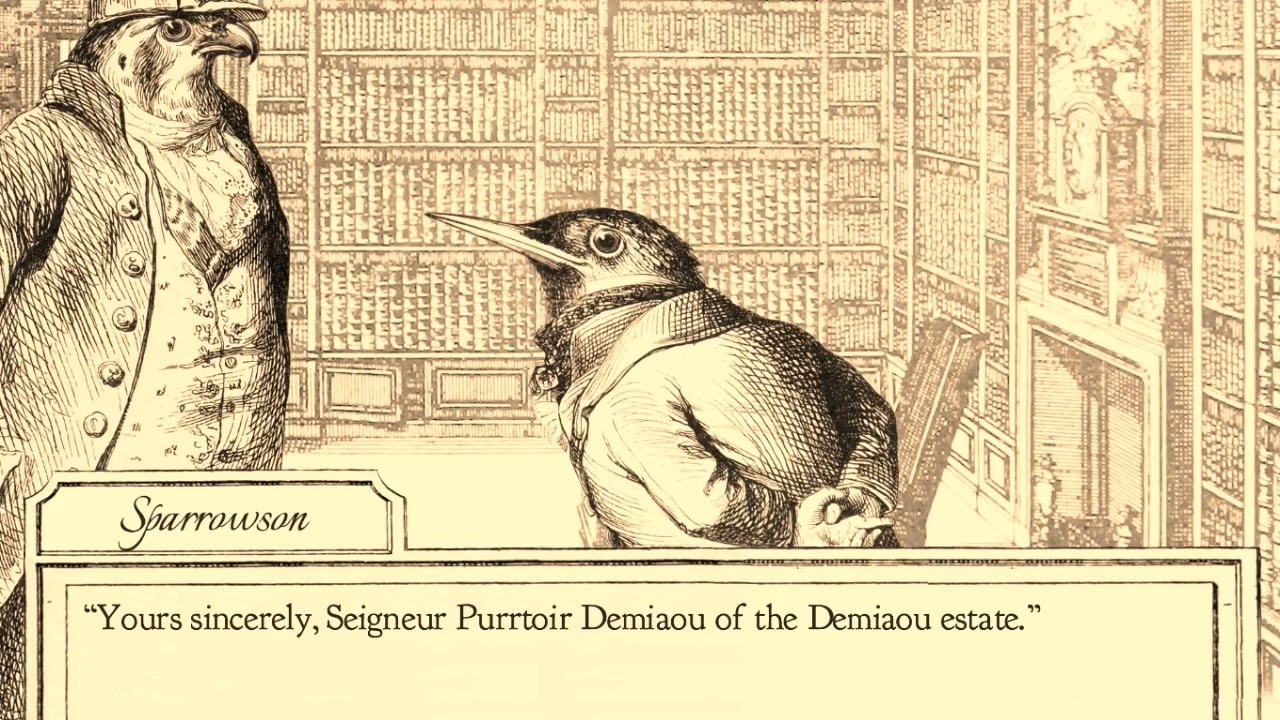 Sparrowson
“Yours sincerely, Seigneur Purrtoir Demiaou of the Demiaou estate.”